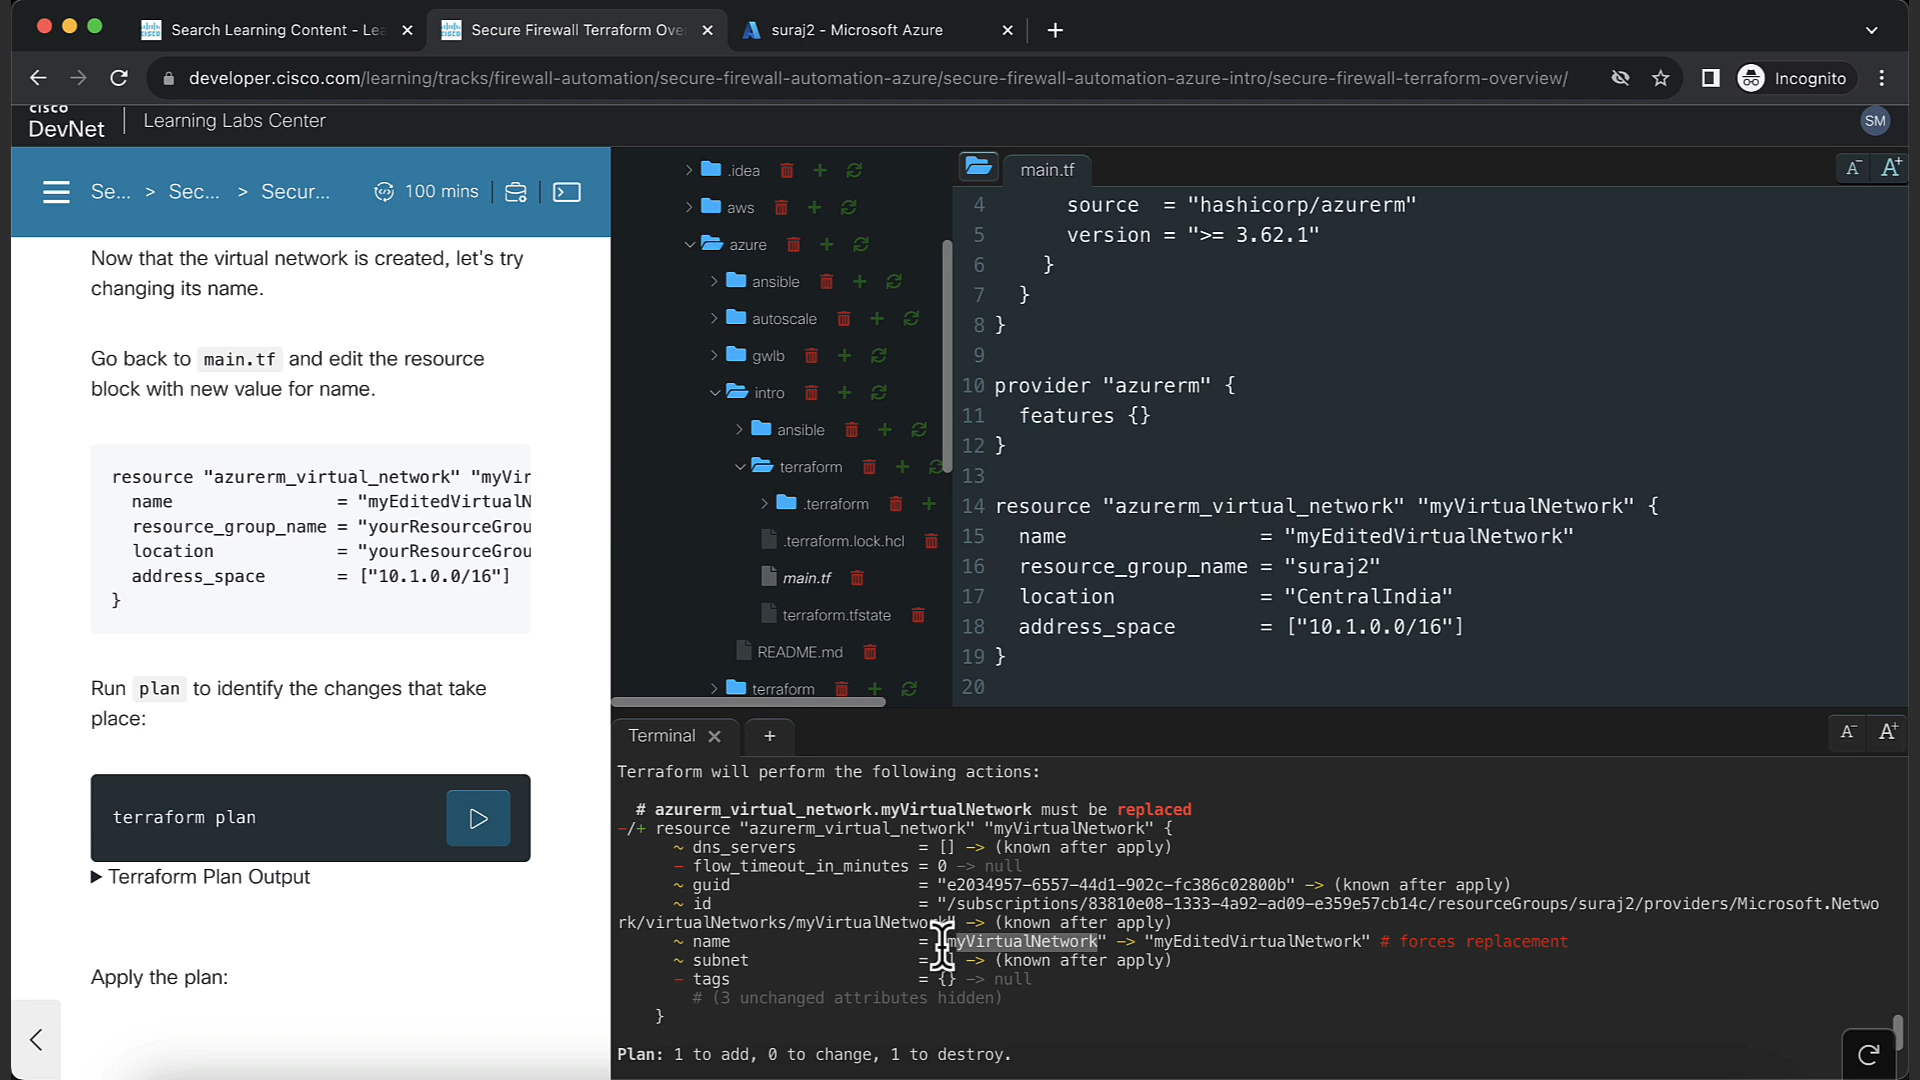 Search Learning Content - Lea
Secure Firewall Terraform Over
suraj2 - Microsoft Azure
developer.cisco.com/learning/tracks/firewall-automation/secure-firewall-automation-azure/secure-firewall-automation-azure-intro/secure-firewall-terraform-overview/
Incognito
cisco
DevNet
Learning Labs Center
SM
Se... > Sec... > Secur...
100 mins
Now that the virtual network is created, let's try
changing its name.
Go back to main.tf and edit the resource
block with new value for name.
resource "azurerm_virtual_network" "myVir
name = "myEditedVirtualN
resource_group_name = "yourResourceGrou
location = "yourResourceGrou
address_space = ["10.1.0.0/16"]
}
Run plan to identify the changes that take
place:
terraform plan
Terraform Plan Output
Apply the plan:
.idea
aws
azure
ansible
autoscale
gwlb
intro
ansible
terraform
.terraform
.terraform.lock.hcl
main.tf
terraform.tfstate
README.md
terraform
main.tf
A-
A+
4 source = "hashicorp/azurerm"
5 version = ">= 3.62.1"
6 }
7 }
8 }
9
10 provider "azurerm" {
11 features {}
12 }
13
14 resource "azurerm_virtual_network" "myVirtualNetwork" {
15 name = "myEditedVirtualNetwork"
16 resource_group_name = "suraj2"
17 location = "CentralIndia"
18 address_space = ["10.1.0.0/16"]
19 }
20
Terminal
A-
A+
Terraform will perform the following actions:
# azurerm_virtual_network.myVirtualNetwork must be replaced
-/+ resource "azurerm_virtual_network" "myVirtualNetwork" {
~ dns_servers = [] -> (known after apply)
- flow_timeout_in_minutes = 0 -> null
~ guid = "e2034957-6557-44d1-902c-fc386c02800b" -> (known after apply)
~ id = "/subscriptions/83810e08-1333-4a92-ad09-e359e57cb14c/resourceGroups/suraj2/providers/Microsoft.Netwo
rk/virtualNetworks/myVirtualNetwork" -> (known after apply)
~ name = "myVirtualNetwork" -> "myEditedVirtualNetwork" # forces replacement
~ subnet = [] -> (known after apply)
- tags = {} -> null
# (3 unchanged attributes hidden)
}
Plan: 1 to add, 0 to change, 1 to destroy.